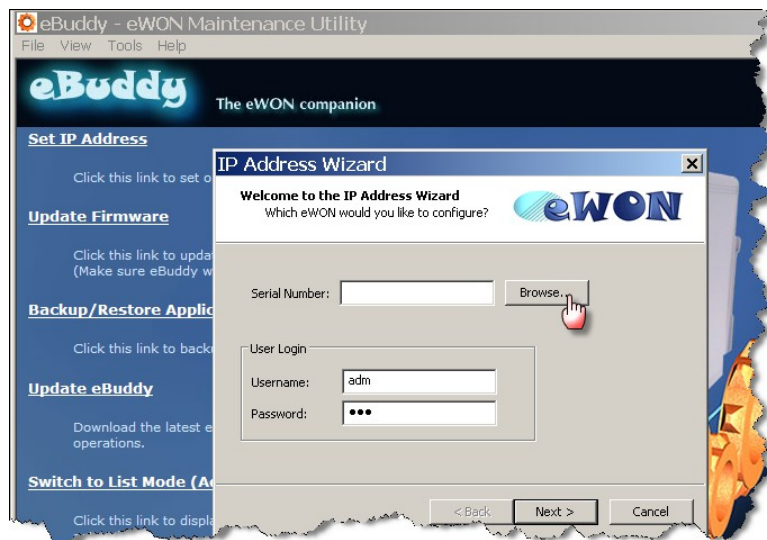 eBuddy - eWON Maintenance Utility
File View Tools Help
eBuddy
The eWON companion
Set IP Address
Click this link to set
Update Firmware
Click this link to
(Make sure eBuddy
Backup/Restore
Click this link to
Update eBuddy
Download the latest
operations.
Switch to List Mode
Click this link to
IP Address Wizard
Welcome to the IP Address Wizard
Which eWON would you like to configure?
eWON
Serial Number:
Browse...
User Login
Username: adm
Password: •••
< Back Next > Cancel